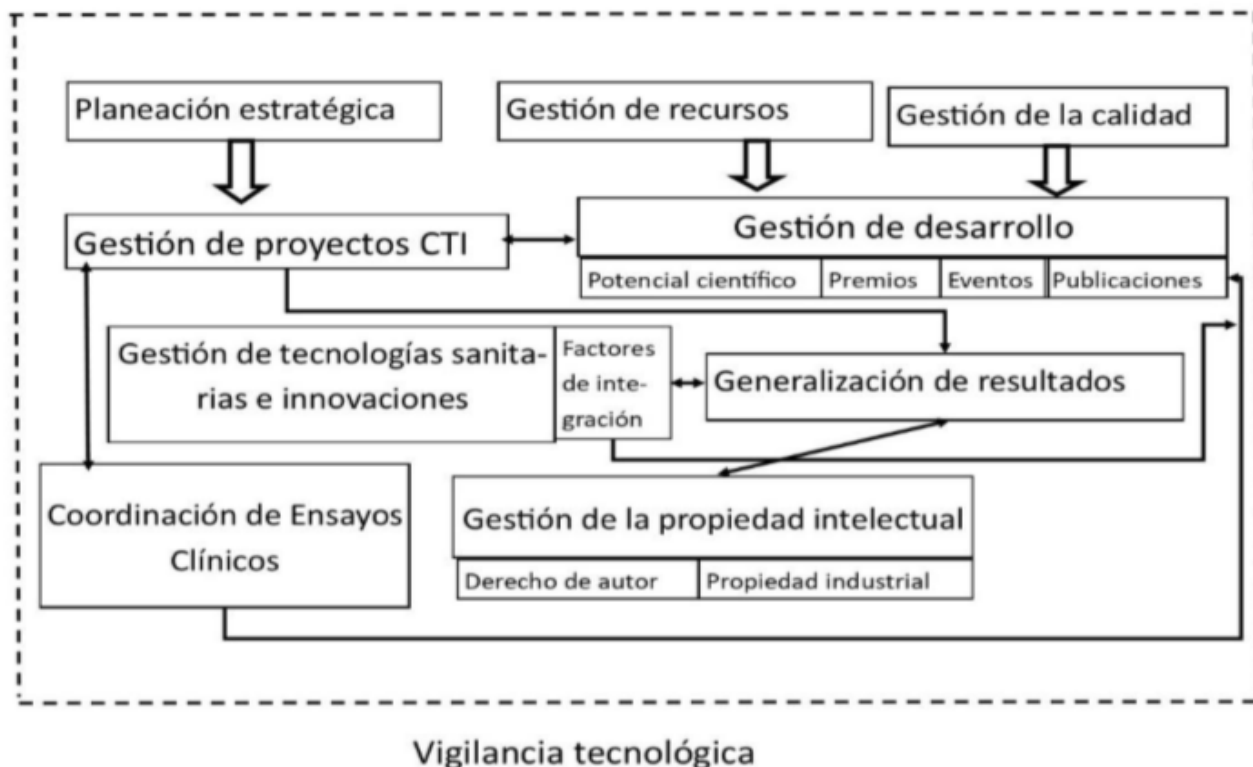 Planeación estratégica
Gestión de recursos
Gestión de la calidad
Gestión de proyectos CTI
Gestión de desarrollo
Potencial científico
Premios
Eventos
Publicaciones
Gestión de tecnologías sanita-
rias e innovaciones
Factores
de inte-
gración
Generalización de resultados
Coordinación de Ensayos
Clínicos
Gestión de la propiedad intelectual
Derecho de autor
Propiedad industrial
Vigilancia tecnológica